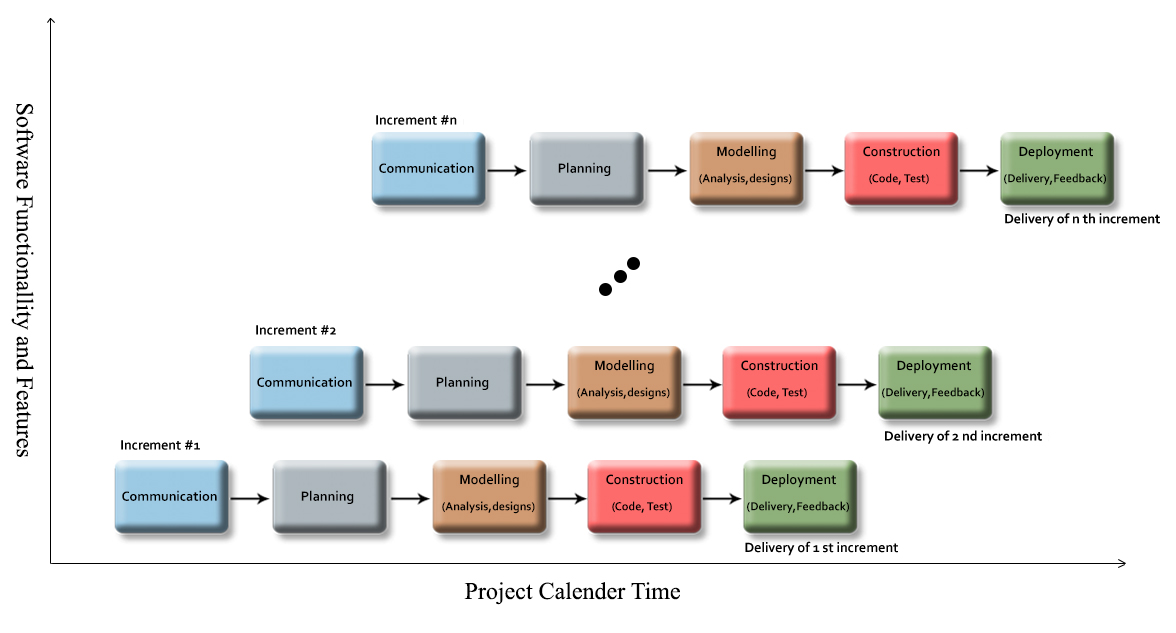 Software Functionallity and Features
Increment #n
Communication
Planning
Modelling
(Analysis,designs)
Construction
(Code, Test)
Deployment
(Delivery,Feedback)
Delivery of n th increment
Increment #2
Communication
Planning
Modelling
(Analysis,designs)
Construction
(Code, Test)
Deployment
(Delivery,Feedback)
Delivery of 2 nd increment
Increment #1
Communication
Planning
Modelling
(Analysis,designs)
Construction
(Code, Test)
Deployment
(Delivery,Feedback)
Delivery of 1 st increment
Project Calender Time